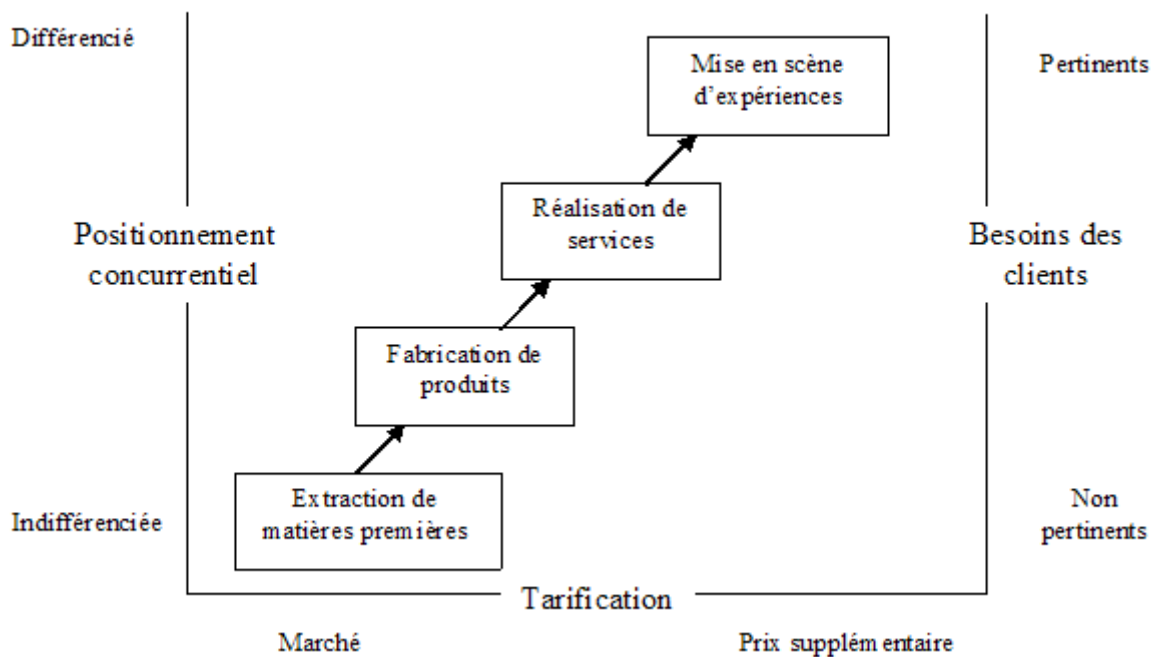 Différencié
Mise en scène
d'expériences
Pertinents
Réalisation de
services
Positionnement
concurrentiel
Besoins des
clients
Fabrication de
produits
Extraction de
matières premières
Indifférenciée
Non
pertinents
Tarification
Marché
Prix supplémentaire